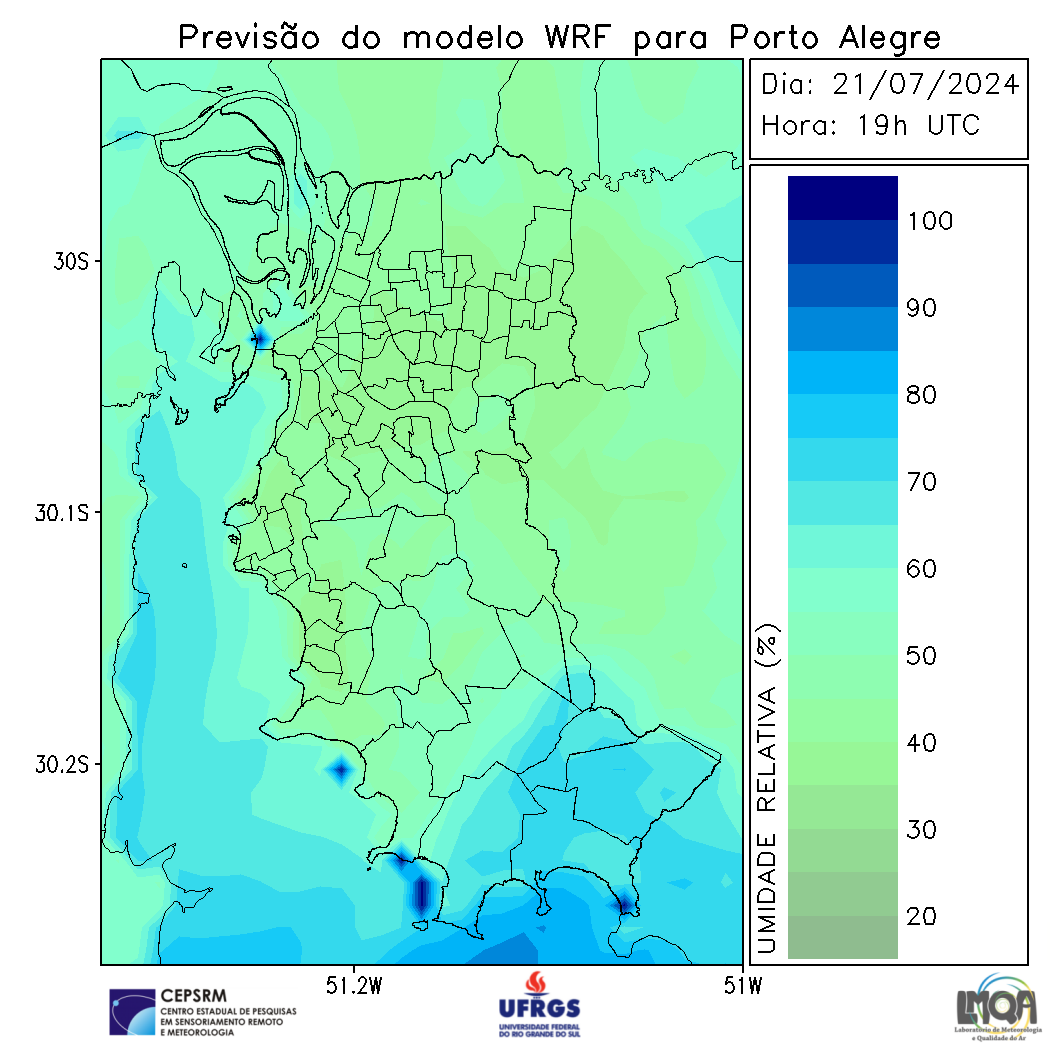 Previsão do modelo WRF para Porto Alegre
Dia: 21/07/2024
Hora: 19h UTC
30S
30.1S
30.2S
51.2W
51W
100
90
80
70
60
50
40
30
20
UMIDADE RELATIVA (%)
CEPSRM
CENTRO ESTADUAL DE PESQUISAS
EM SENSORIAMENTO REMOTO
E METEOROLOGIA
UFRGS
UNIVERSIDADE FEDERAL
DO RIO GRANDE DO SUL
LMQA
Laboratório de Meteorologia
e Qualidade do Ar